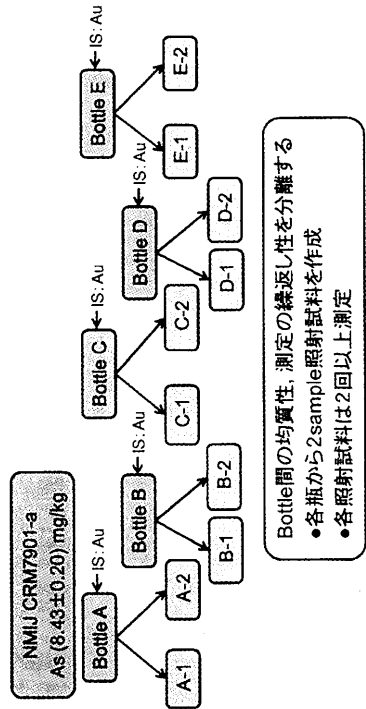 NMIJ CRM7901-a
As (8.43±0.20) mg/kg
Bottle A
IS: Au
A-1
A-2
Bottle B
IS: Au
B-1
B-2
Bottle C
IS: Au
C-1
C-2
Bottle D
IS: Au
D-1
D-2
Bottle E
IS: Au
E-1
E-2
Bottle間の均質性, 測定の繰返し性を分離する
●各瓶から2sample照射試料を作成
●各照射試料は2回以上測定